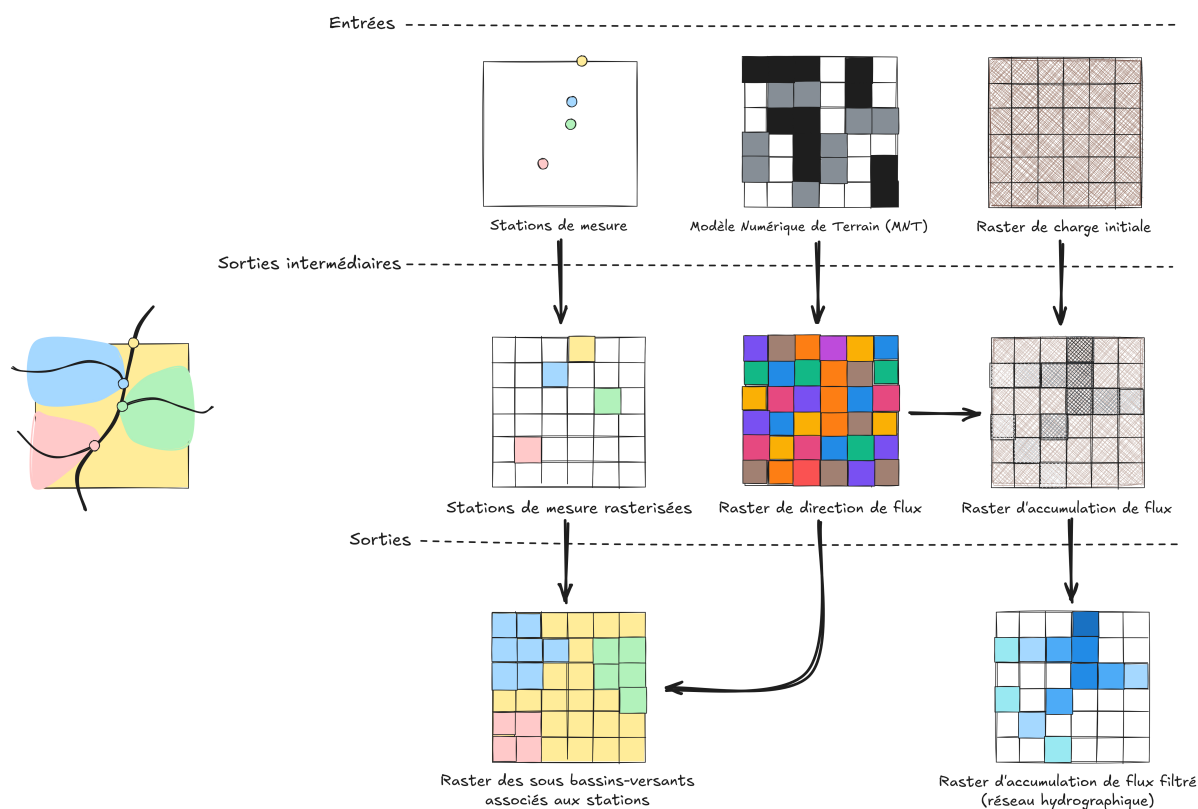 Entrées
Stations de mesure
Modèle Numérique de Terrain (MNT)
Raster de charge initiale
Sorties intermédiaires
Stations de mesure rasterisées
Raster de direction de flux
Raster d'accumulation de flux
Sorties
Raster des sous bassins-versants
associés aux stations
Raster d'accumulation de flux filtré
(réseau hydrographique)